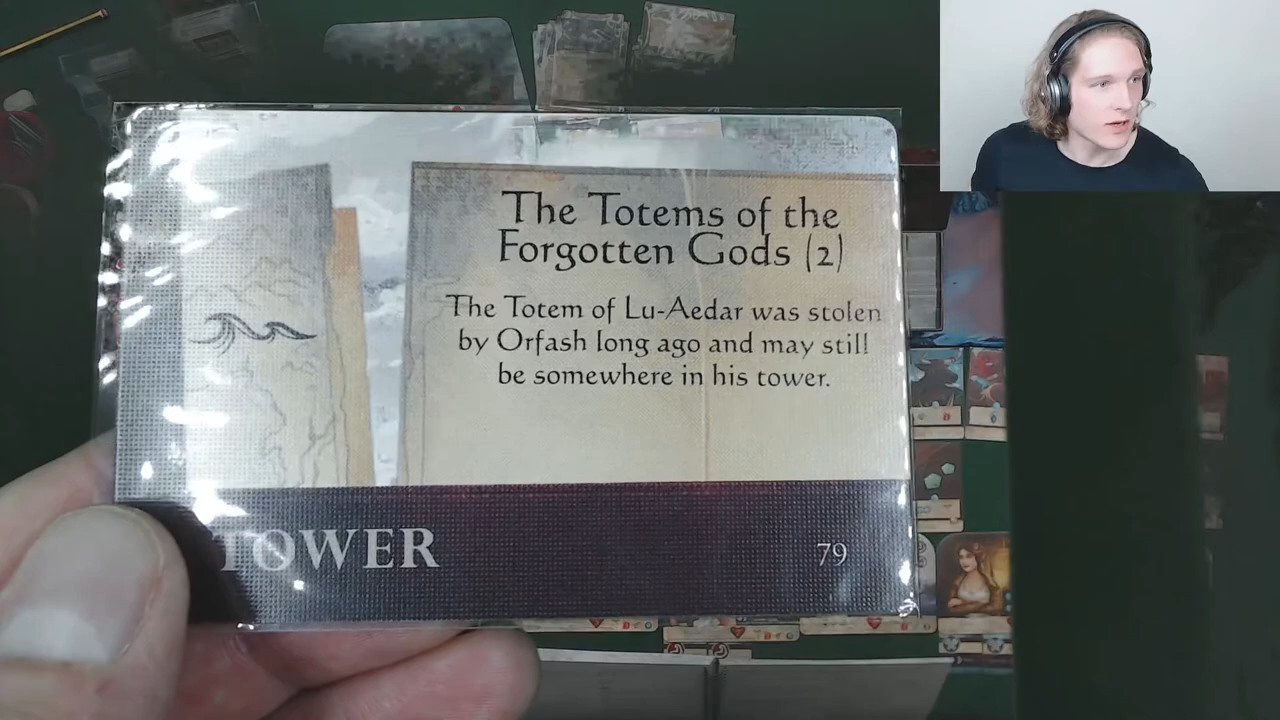 The Totems of the
Forgotten Gods (2)
The Totem of Lu-Aedar was stolen
by Orfash long ago and may still
be somewhere in his tower.
TOWER
79